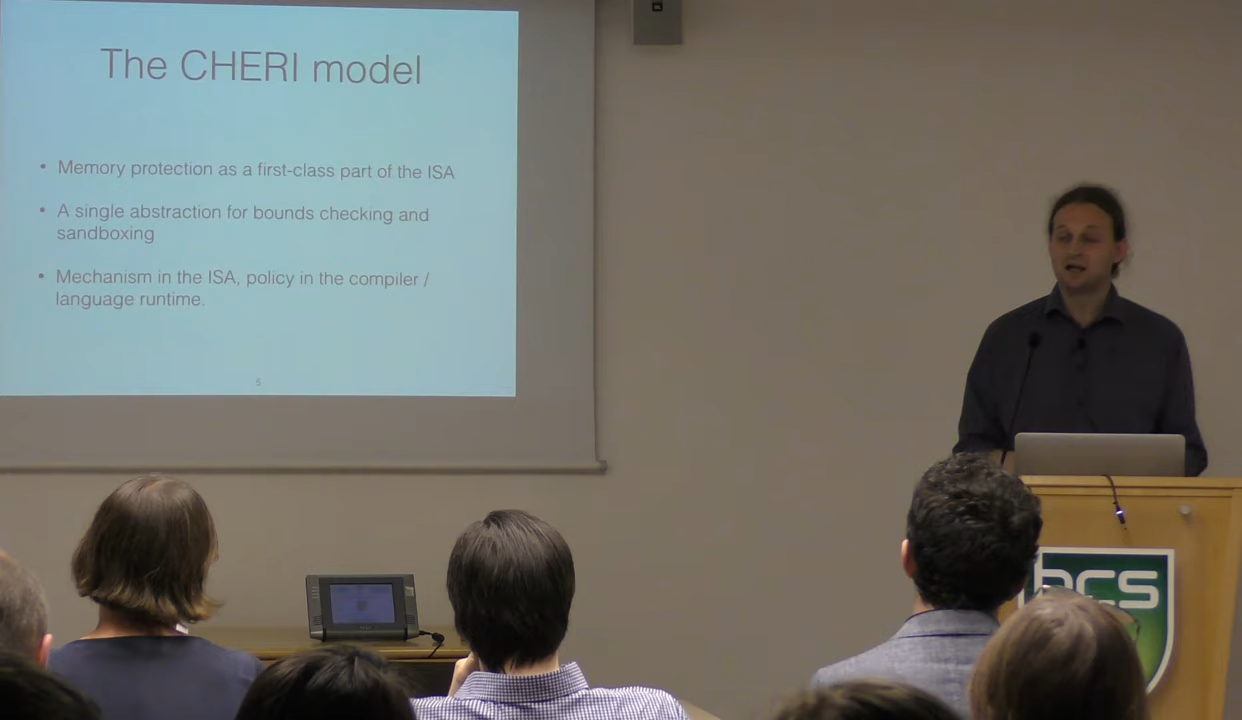 The CHERI model
• Memory protection as a first-class part of the ISA
• A single abstraction for bounds checking and
sandboxing
• Mechanism in the ISA, policy in the compiler /
language runtime.
5
bcs